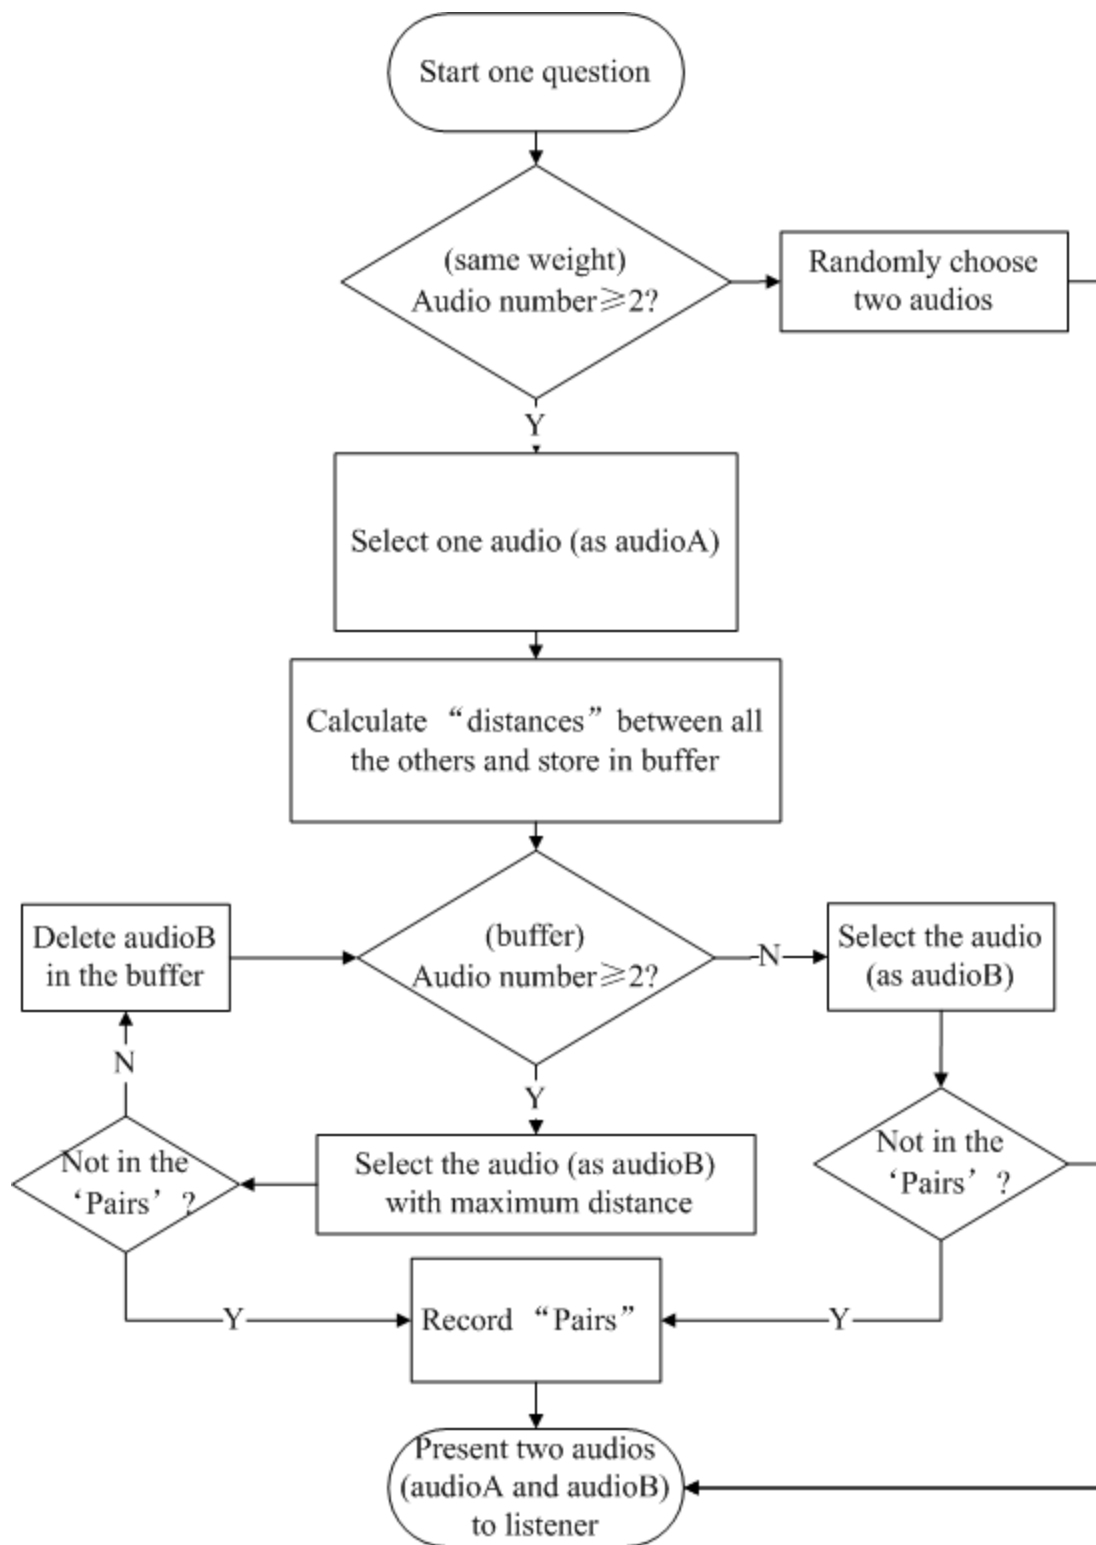 Start one question
(same weight)
Audio number⩾2?
Randomly choose
two audios
Y
Select one audio (as audioA)
Calculate “distances” between all
the others and store in buffer
Delete audioB
in the buffer
(buffer)
Audio number⩾2?
N
Select the audio
(as audioB)
N
Y
Not in the
‘Pairs’ ?
Select the audio (as audioB)
with maximum distance
Not in the
‘Pairs’ ?
Y
Record “Pairs”
Y
Present two audios
(audioA and audioB)
to listener